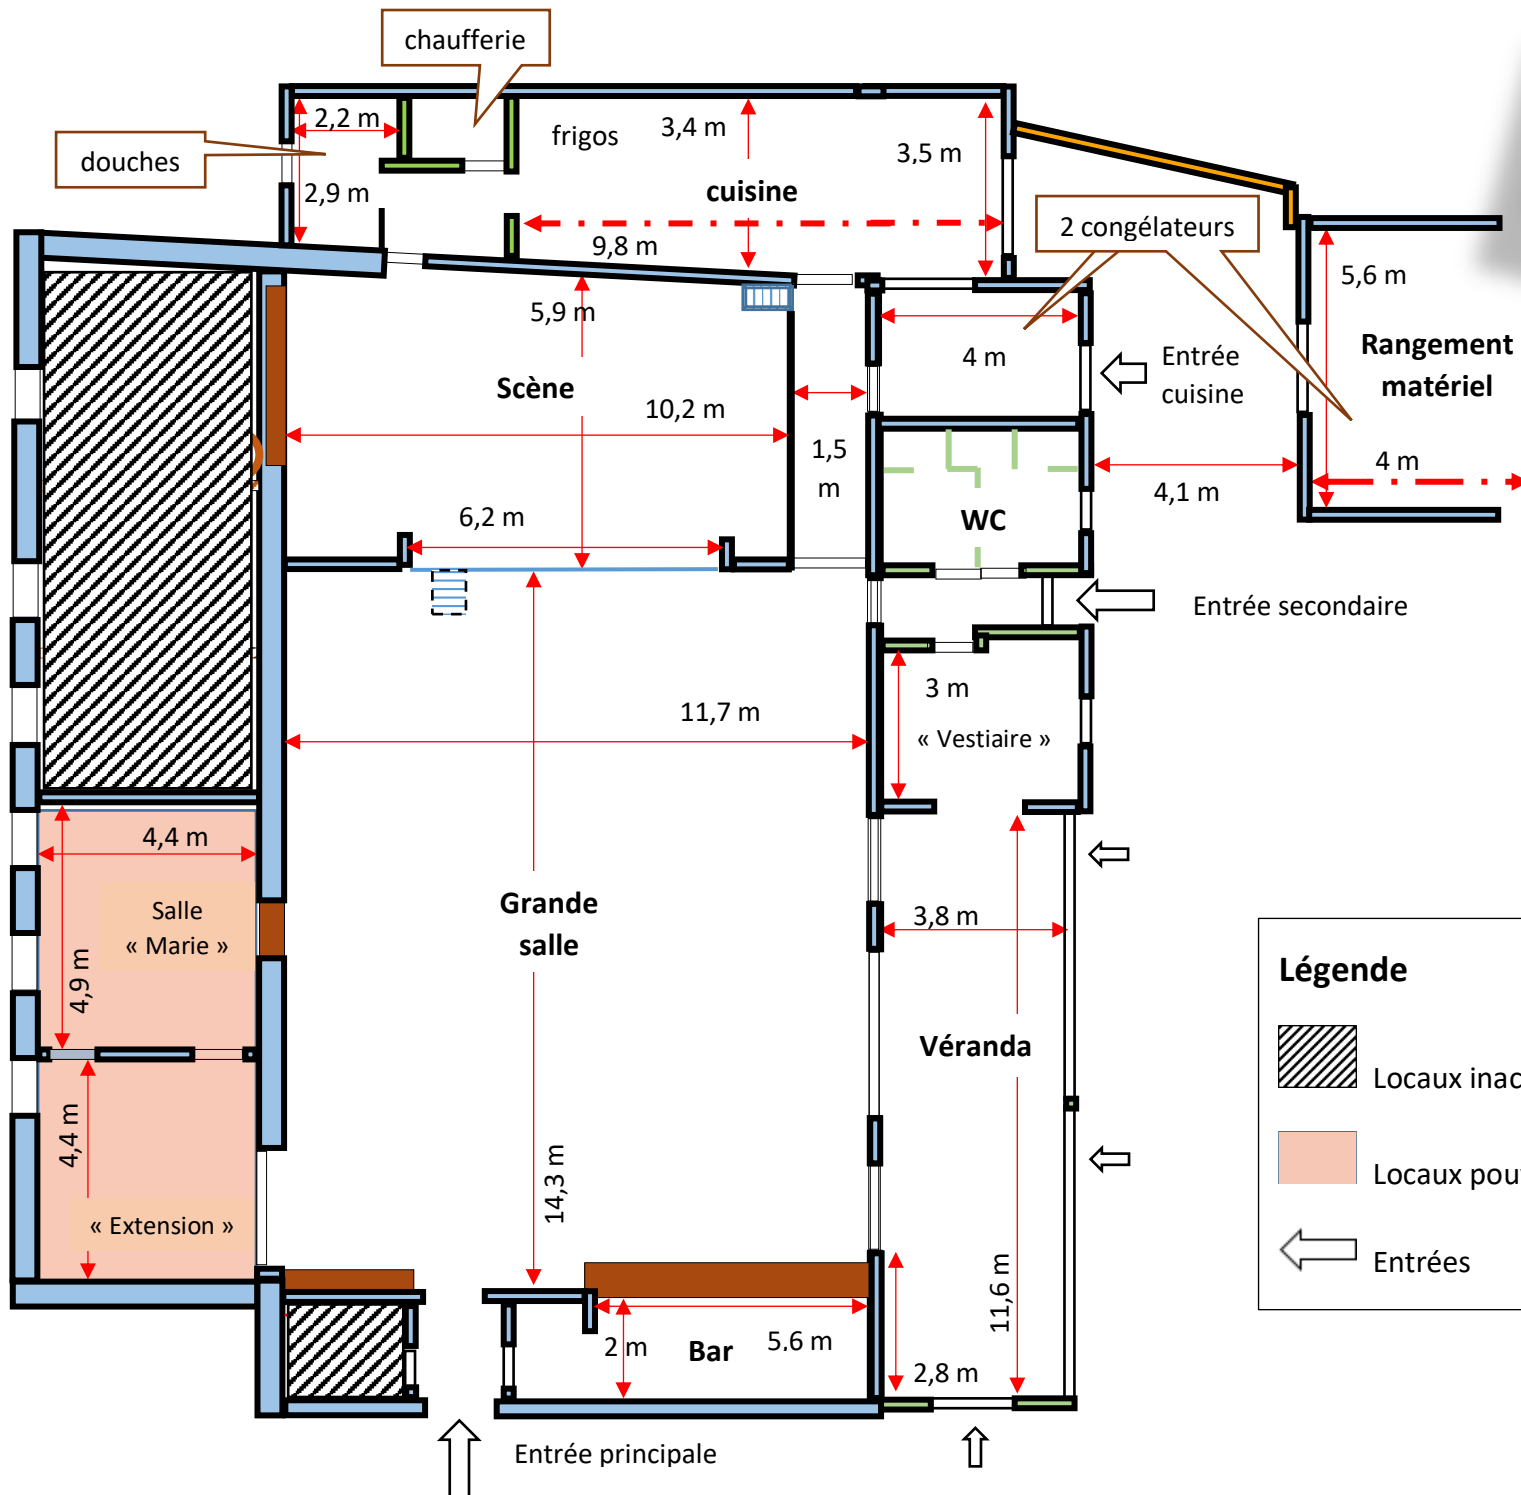 chaufferie
2,2 m
frigos
3,4 m
3,5 m
douches
2,9 m
cuisine
9,8 m
2 congélateurs
5,6 m
5,9 m
4 m
Entrée
cuisine
Rangement
matériel
Scène
10,2 m
1,5
m
4 m
4,1 m
6,2 m
WC
Entrée secondaire
3 m
11,7 m
« Vestiaire »
4,4 m
Salle
« Marie »
4,9 m
Grande
salle
3,8 m
Légende
Véranda
Locaux inac
4,4 m
14,3 m
Locaux pou
« Extension »
Entrées
11,6 m
2 m
Bar
5,6 m
2,8 m
Entrée principale